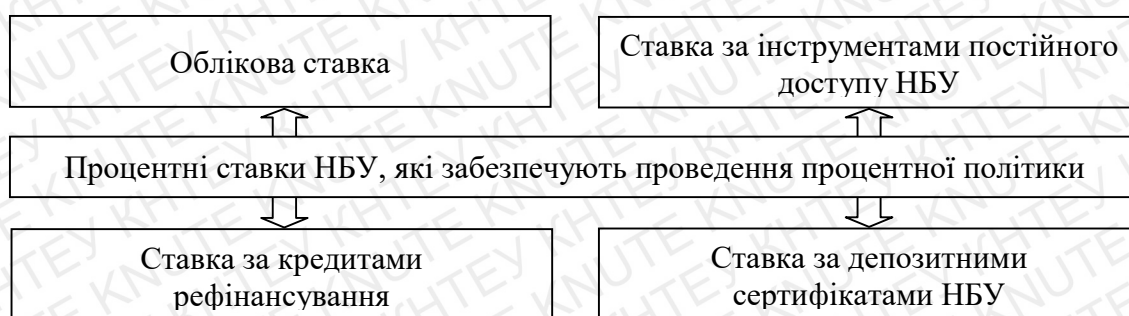 Облікова ставка
Ставка за інструментами постійного
доступу НБУ
Процентні ставки НБУ, які забезпечують проведення процентної політики
Ставка за кредитами
рефінансування
Ставка за депозитними
сертифікатами НБУ